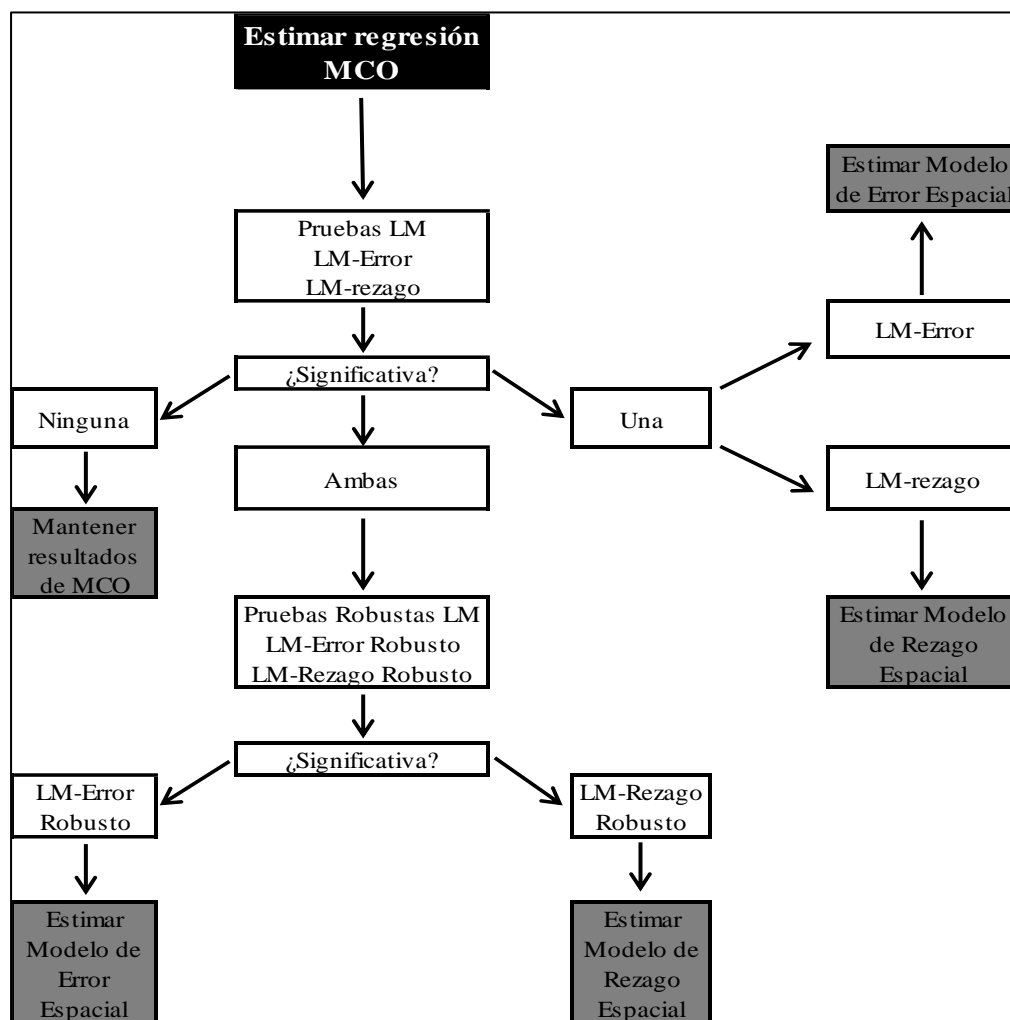 Estimar regresión
MCO
Pruebas LM
LM-Error
LM-rezago
¿Significativa?
Ninguna
Mantener
resultados
de MCO
Ambas
Una
LM-Error
Estimar Modelo
de Error Espacial
LM-rezago
Estimar Modelo
de Rezago
Espacial
Pruebas Robustas LM
LM-Error Robusto
LM-Rezago Robusto
¿Significativa?
LM-Error
Robusto
Estimar
Modelo de
Error
Espacial
LM-Rezago
Robusto
Estimar
Modelo de
Rezago
Espacial